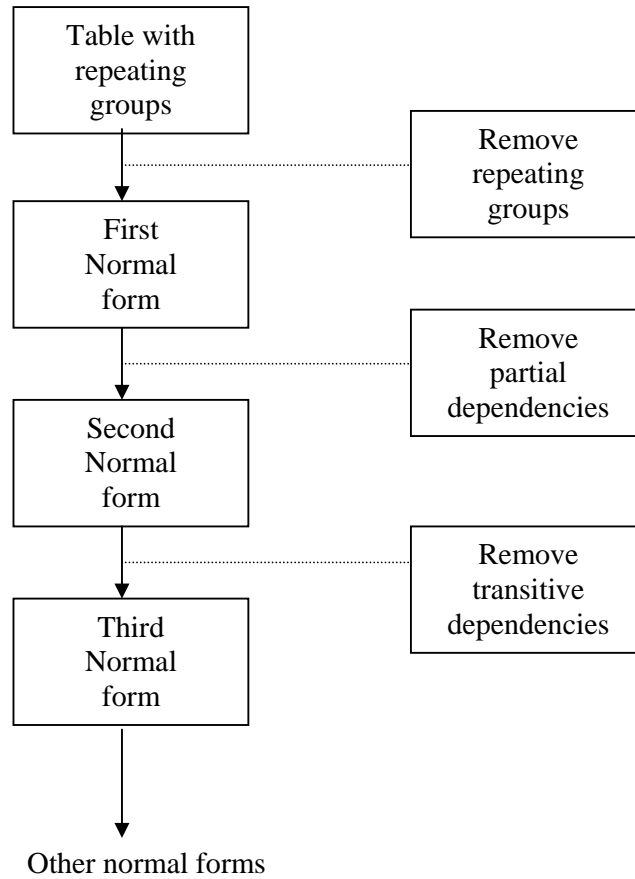 Table with
repeating
groups
Remove
repeating
groups
First
Normal
form
Remove
partial
dependencies
Second
Normal
form
Remove
transitive
dependencies
Third
Normal
form
Other normal forms